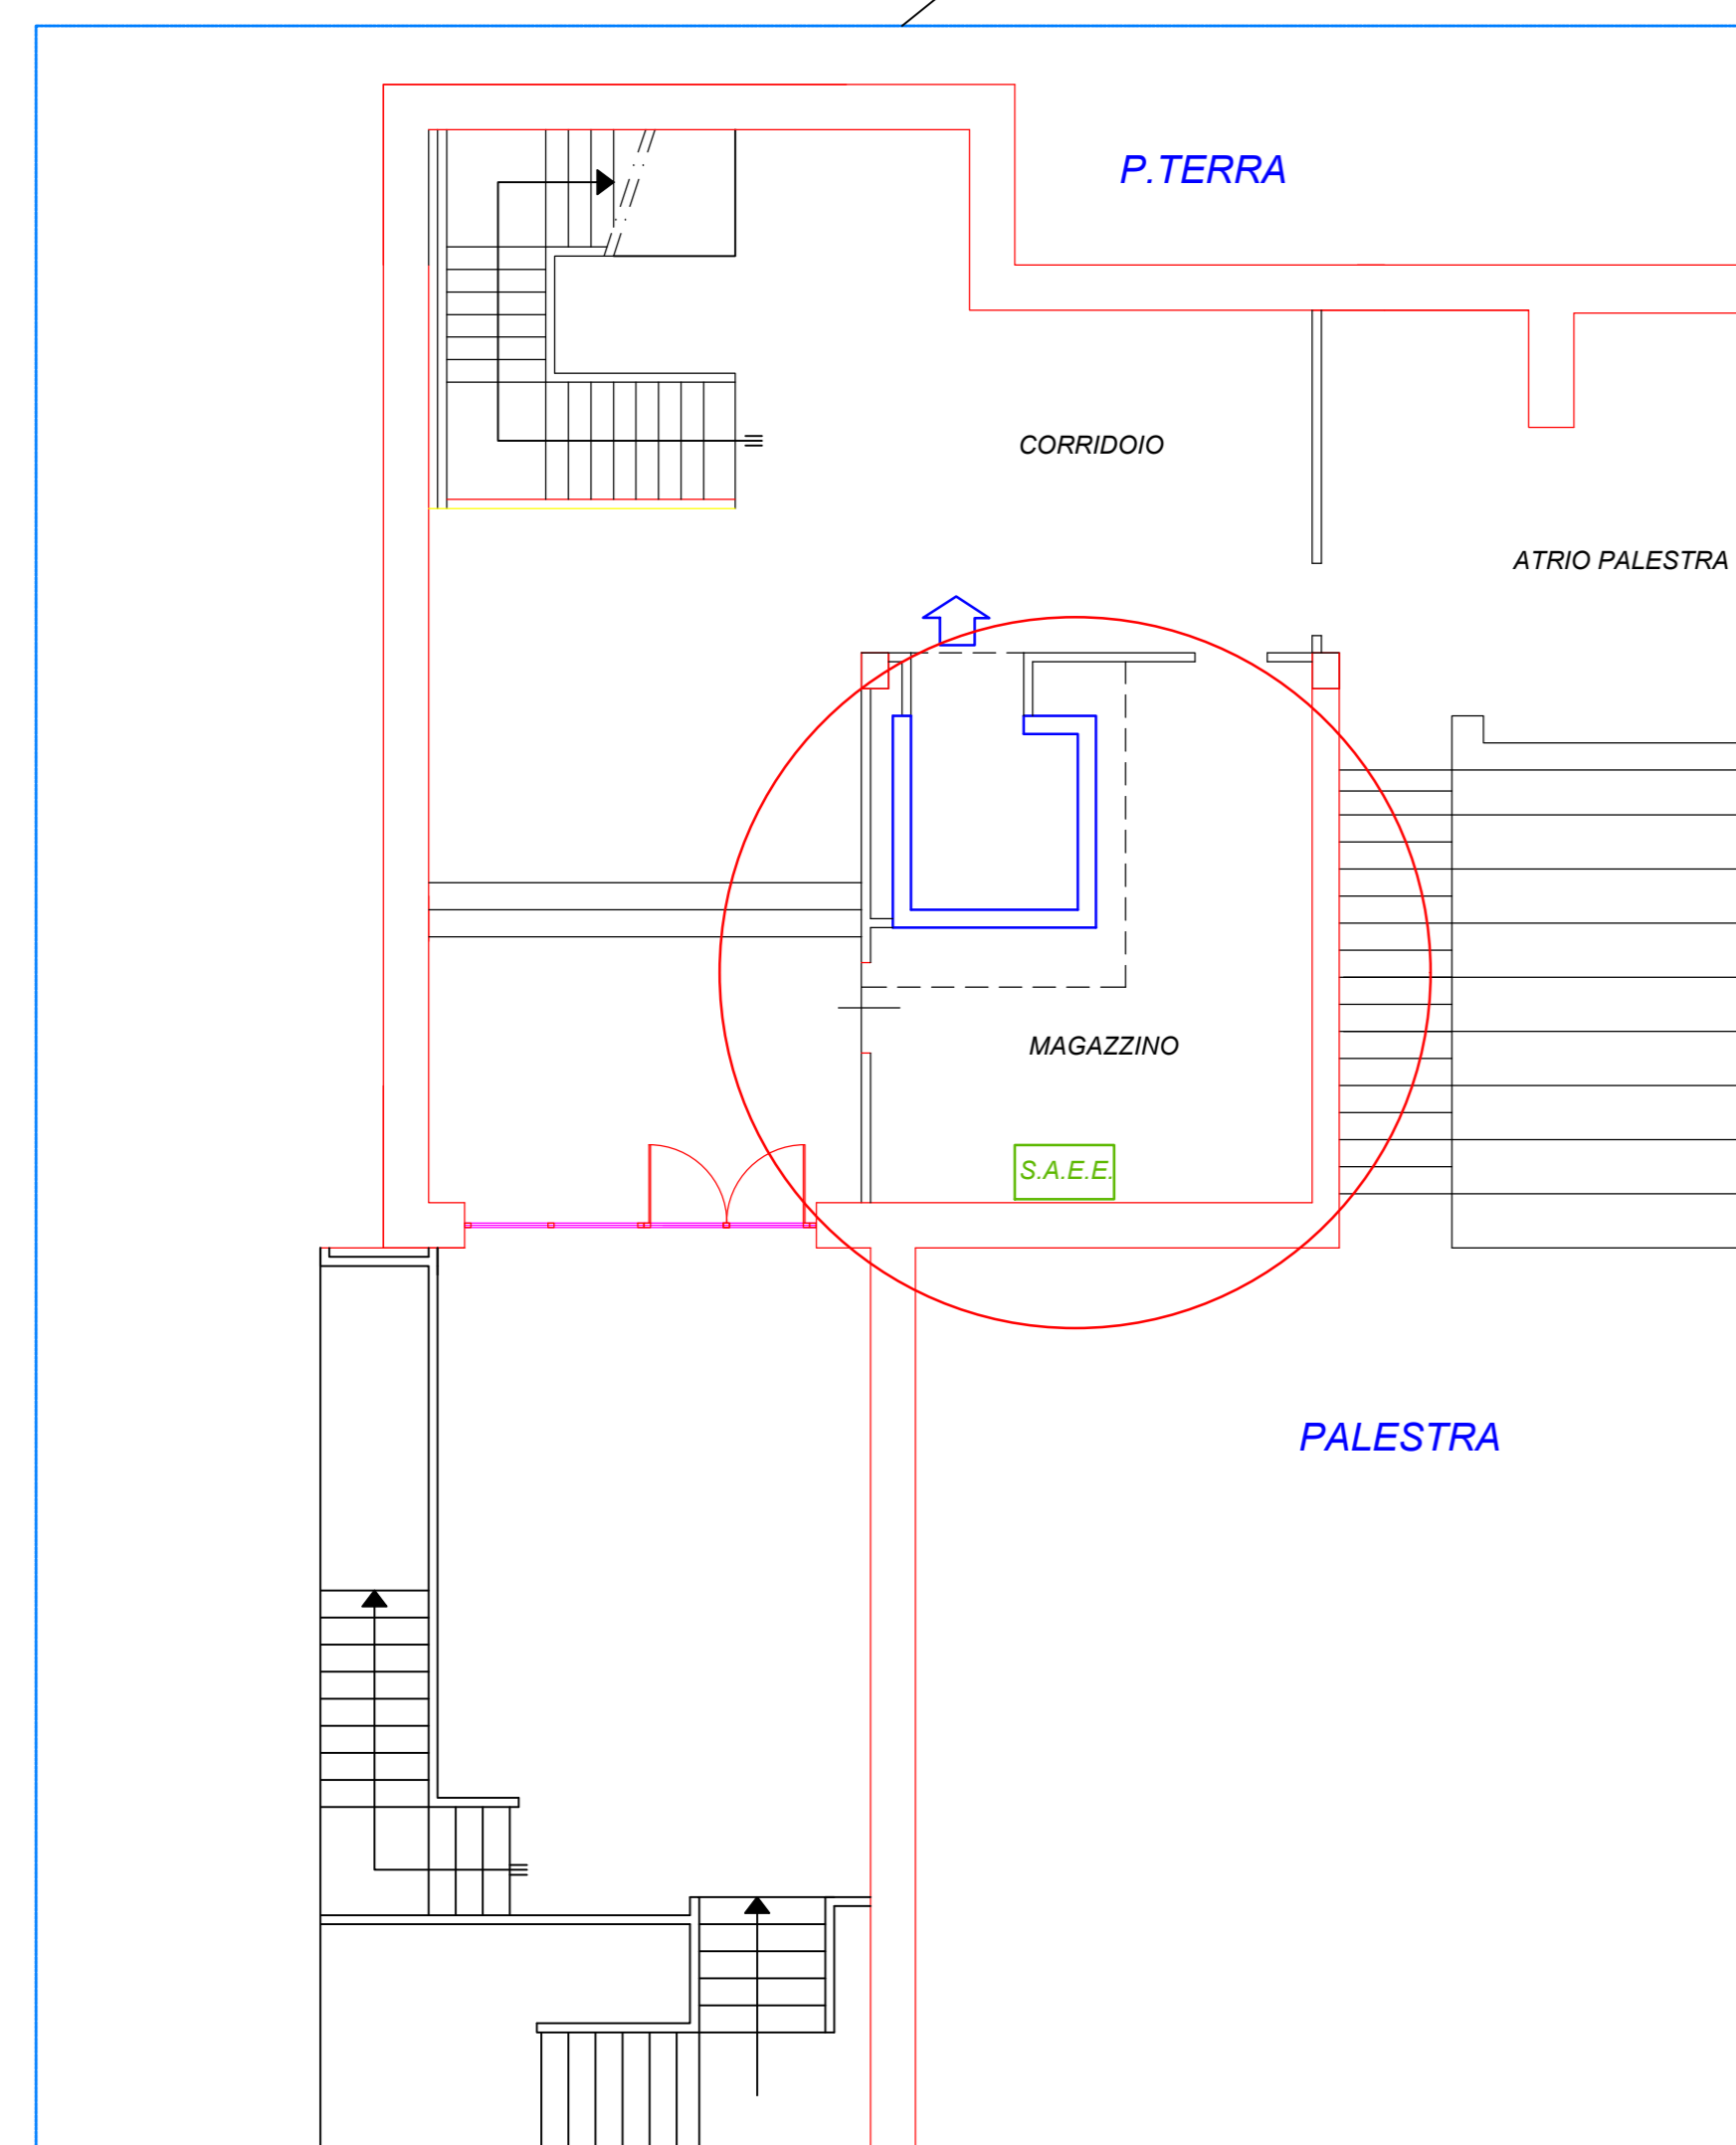 P.TERRA
CORRIDOIO
ATRIO PALESTRA
MAGAZZINO
S.A.E.E.
PALESTRA